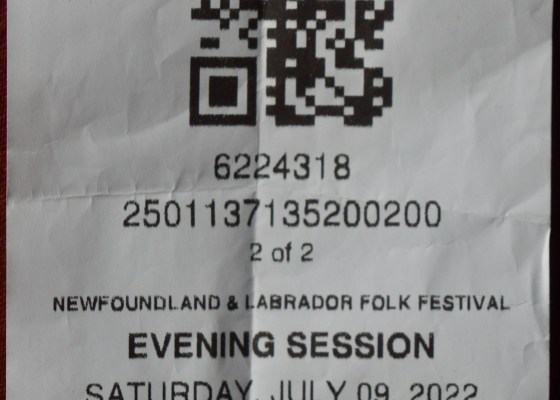 6224318
2501137135200200
2 of 2
NEWFOUNDLAND & LABRADOR FOLK FESTIVAL
EVENING SESSION
SATURDAY, JULY 09, 2022